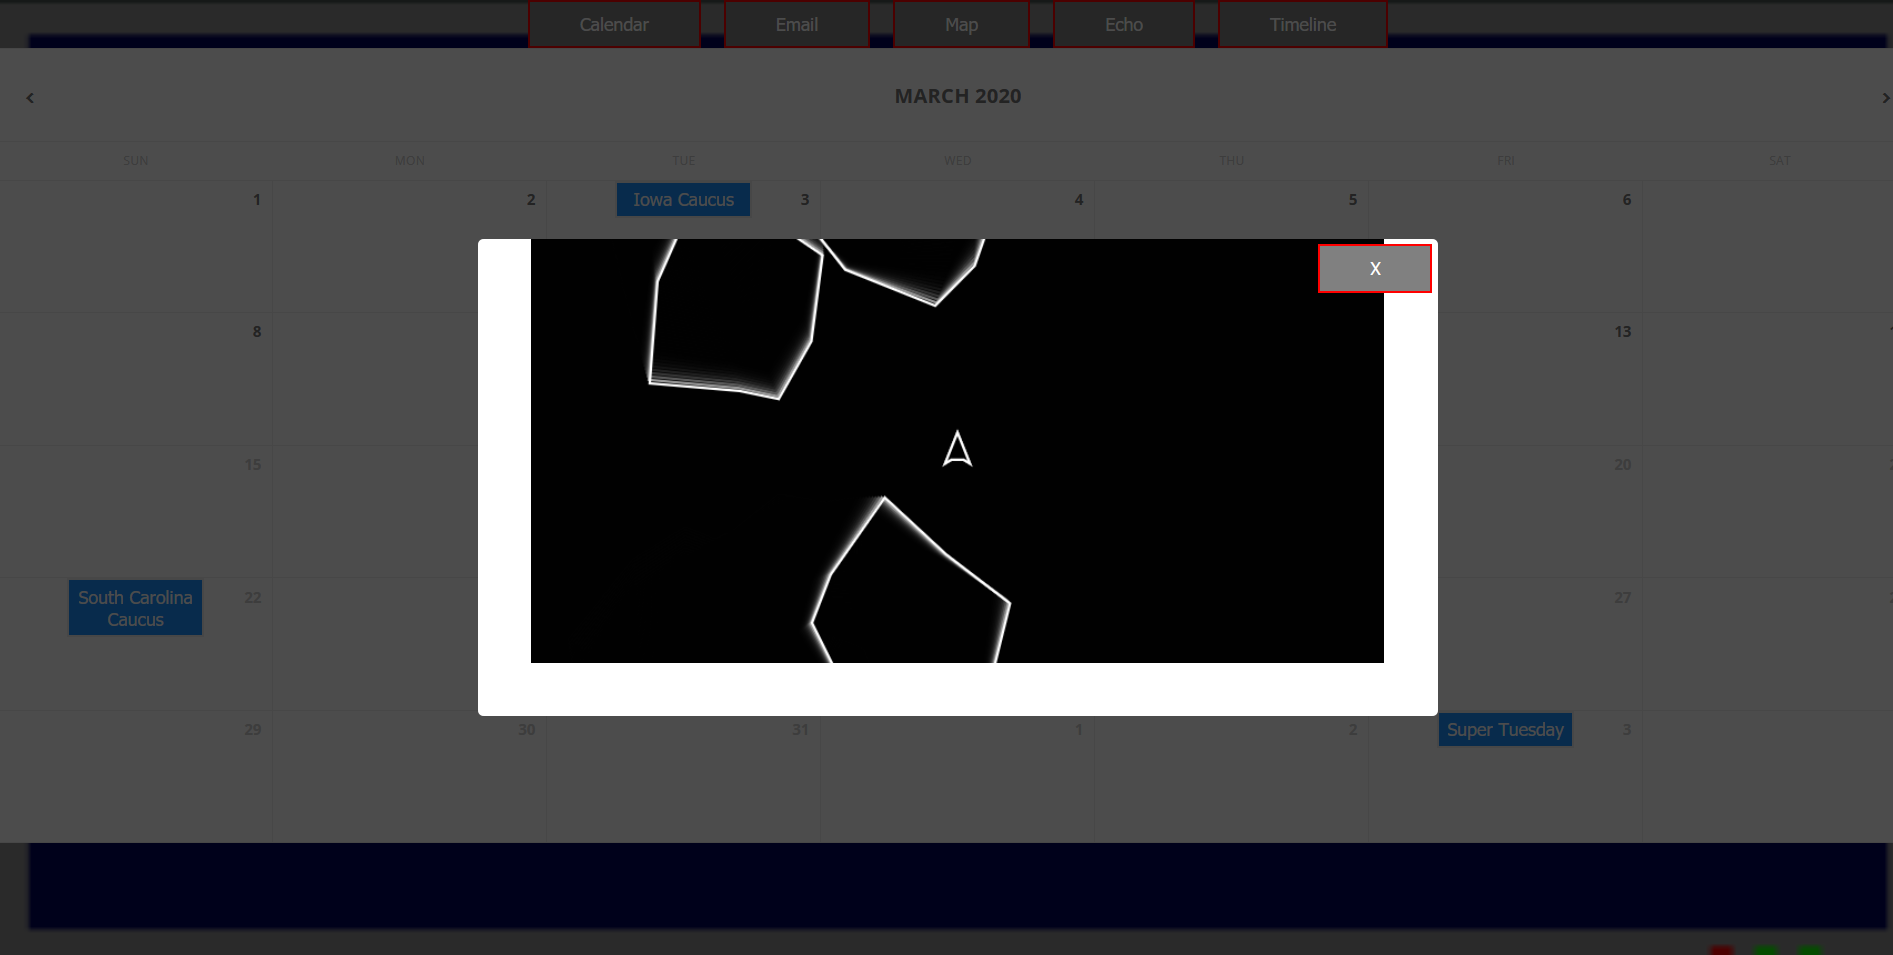 Calendar Email Map Echo Timeline
‹ MARCH 2020 ›
SUN MON TUE WED THU FRI SAT
1 2 Iowa Caucus 3 4 5 6
X
8 13
15 20
South Carolina
Caucus 22 27
29 30 31 1 2 Super Tuesday 3